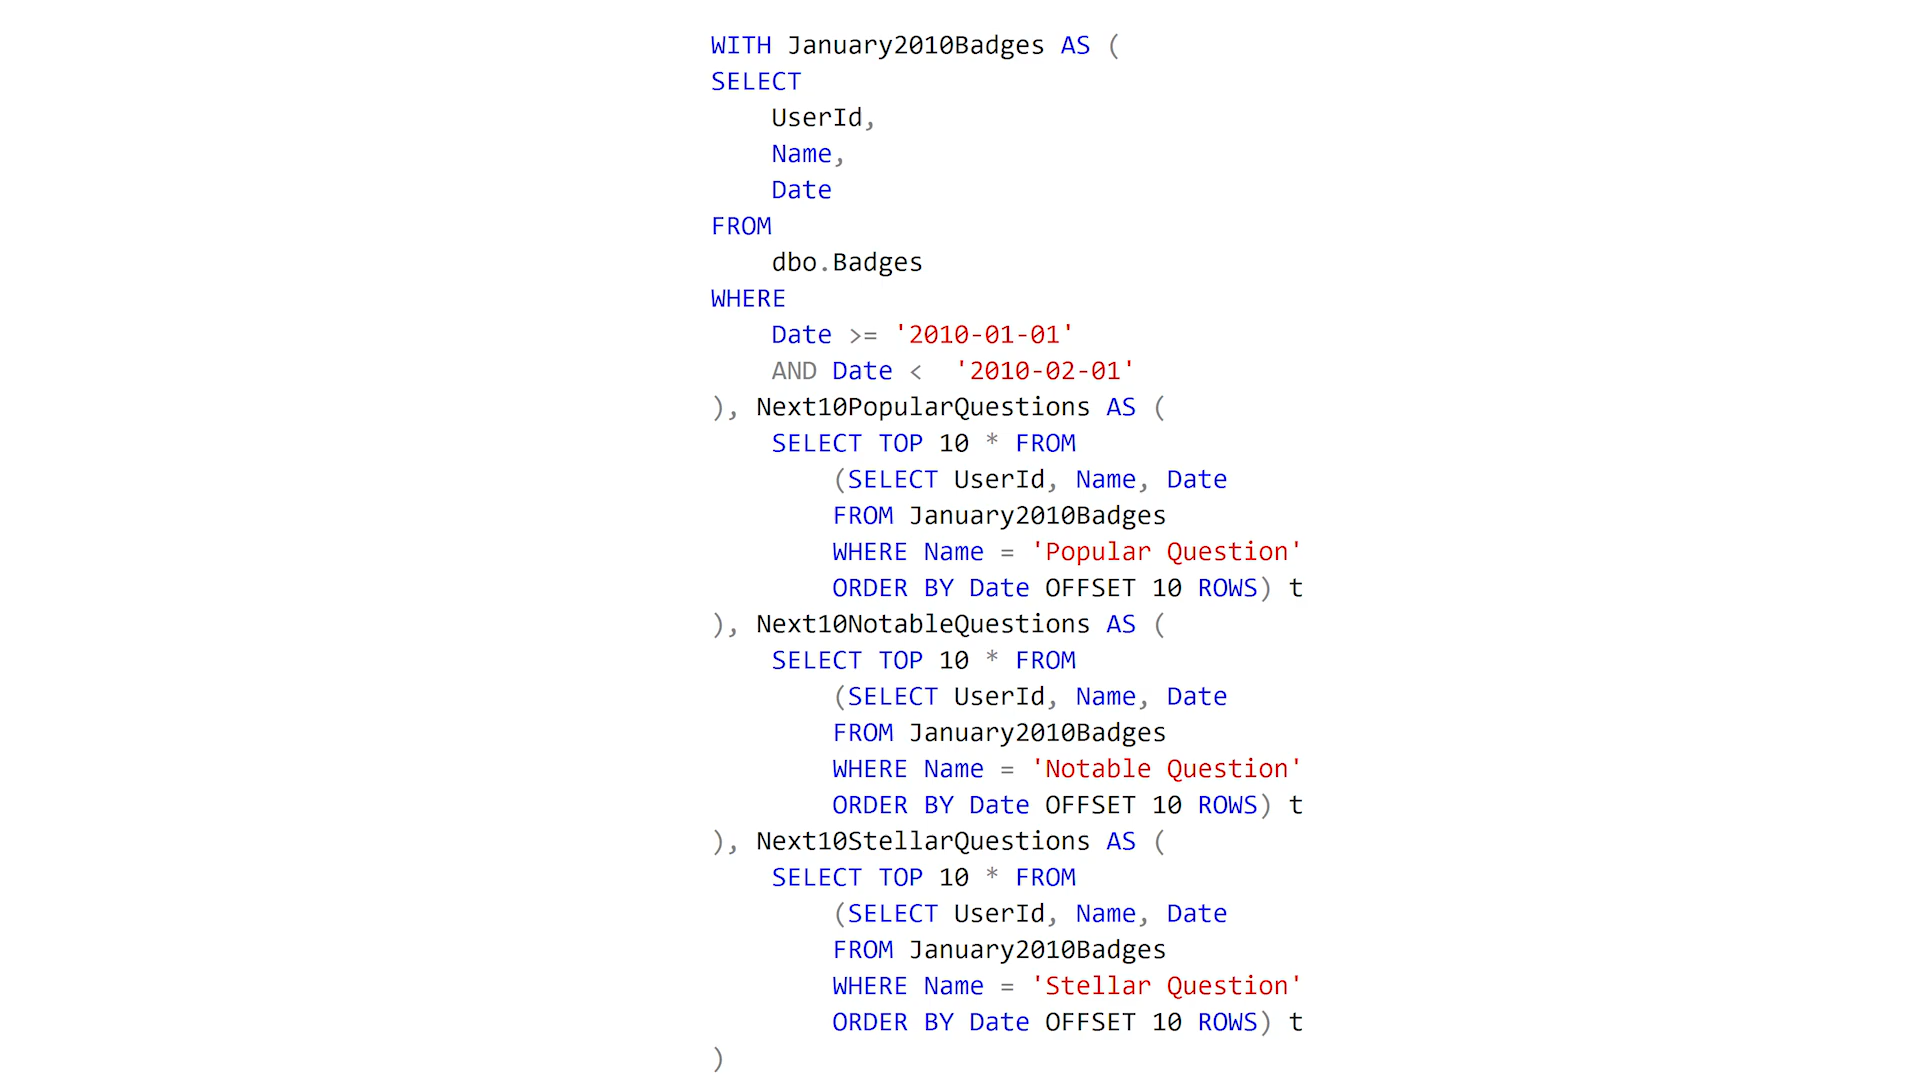 WITH January2010Badges AS (
SELECT
    UserId,
    Name,
    Date
FROM
    dbo.Badges
WHERE
    Date >= '2010-01-01'
    AND Date <  '2010-02-01'
), Next10PopularQuestions AS (
    SELECT TOP 10 * FROM
        (SELECT UserId, Name, Date
        FROM January2010Badges
        WHERE Name = 'Popular Question'
        ORDER BY Date OFFSET 10 ROWS) t
), Next10NotableQuestions AS (
    SELECT TOP 10 * FROM
        (SELECT UserId, Name, Date
        FROM January2010Badges
        WHERE Name = 'Notable Question'
        ORDER BY Date OFFSET 10 ROWS) t
), Next10StellarQuestions AS (
    SELECT TOP 10 * FROM
        (SELECT UserId, Name, Date
        FROM January2010Badges
        WHERE Name = 'Stellar Question'
        ORDER BY Date OFFSET 10 ROWS) t
)